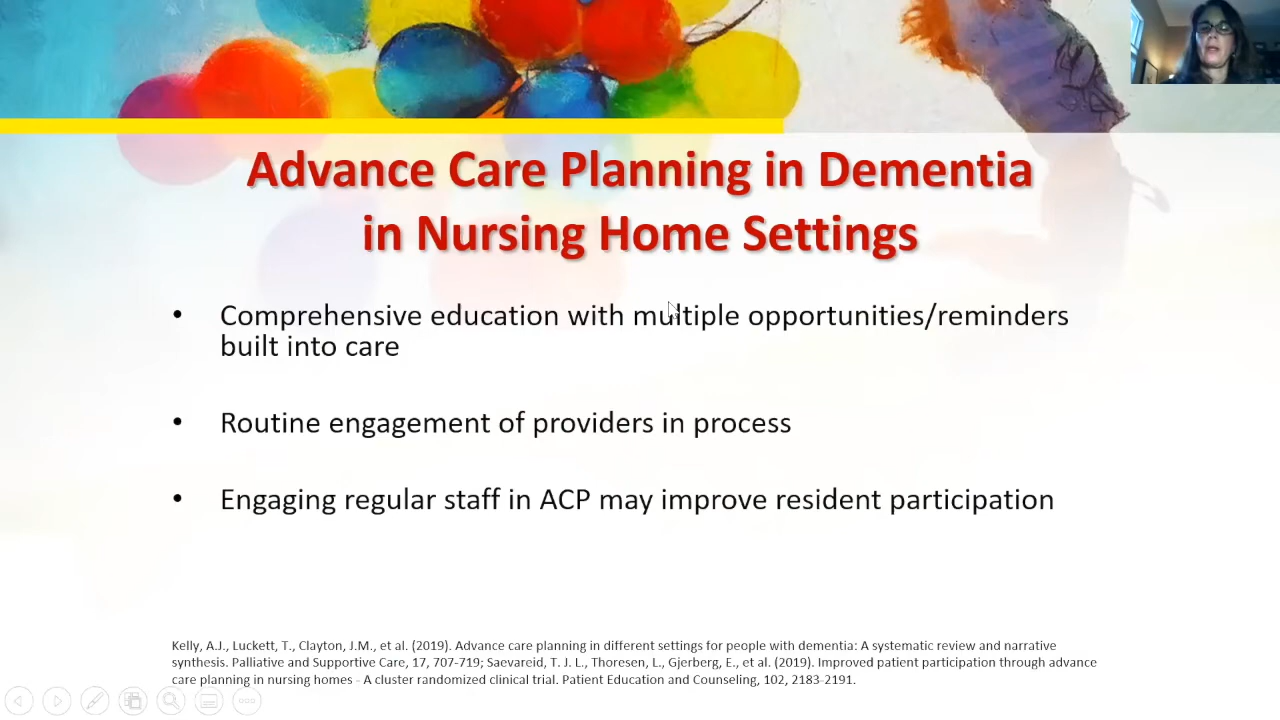 Advance Care Planning in Dementia
in Nursing Home Settings
• Comprehensive education with multiple opportunities/reminders
built into care
• Routine engagement of providers in process
• Engaging regular staff in ACP may improve resident participation
Kelly, A.J., Luckett, T., Clayton, J.M., et al. (2019). Advance care planning in different settings for people with dementia: A systematic review and narrative
synthesis. Palliative and Supportive Care, 17, 707-719; Saevareid, T. J. L., Thoresen, L., Gjerberg, E., et al. (2019). Improved patient participation through advance
care planning in nursing homes - A cluster randomized clinical trial. Patient Education and Counseling, 102, 2183-2191.